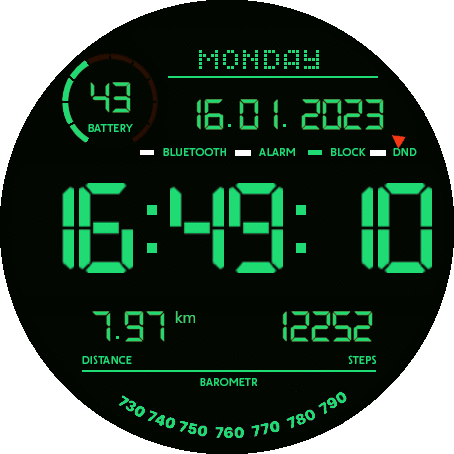 MONDAY
43
BATTERY
16.01.2023
BLUETOOTH ALARM BLOCK DND
16:49:10
7.97 km 12252
DISTANCE STEPS
BAROMETR
730 740 750 760 770 780 790